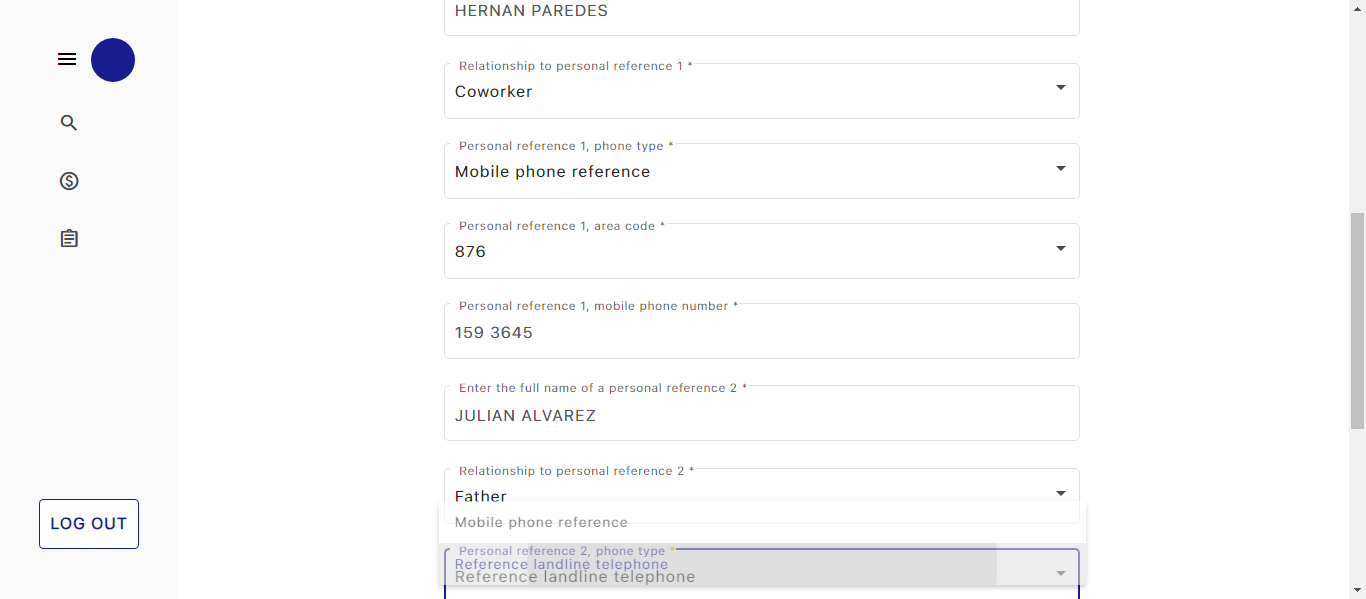 HERNAN PAREDES
Relationship to personal reference 1 *
Coworker
Personal reference 1, phone type *
Mobile phone reference
Personal reference 1, area code *
876
Personal reference 1, mobile phone number *
159 3645
Enter the full name of a personal reference 2 *
JULIAN ALVAREZ
Relationship to personal reference 2 *
Father
Mobile phone reference
Personal reference 2, phone type *
Reference landline telephone
Reference landline telephone
LOG OUT